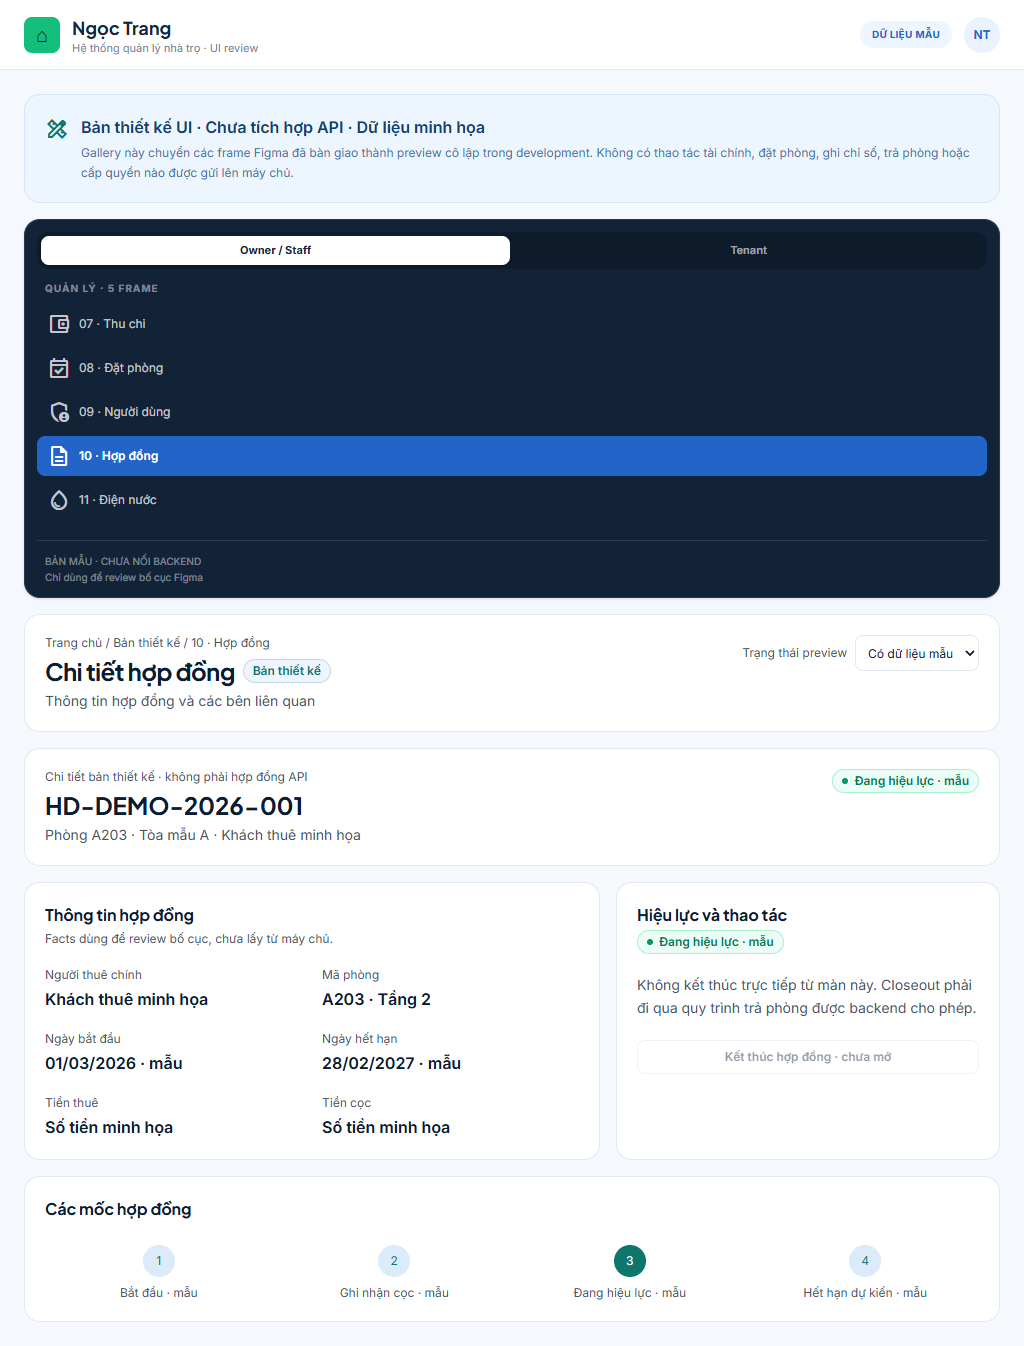 Ngọc Trang
Hệ thống quản lý nhà trọ · UI review
DỮ LIỆU MẪU
NT
Bản thiết kế UI · Chưa tích hợp API · Dữ liệu minh họa
Gallery này chuyển các frame Figma đã bàn giao thành preview cô lập trong development. Không có thao tác tài chính, đặt phòng, ghi chỉ số, trả phòng hoặc
cấp quyền nào được gửi lên máy chủ.
Owner / Staff
Tenant
QUẢN LÝ · 5 FRAME
07 · Thu chi
08 · Đặt phòng
09 · Người dùng
10 · Hợp đồng
11 · Điện nước
BẢN MẪU · CHƯA NỐI BACKEND
Chỉ dùng để review bố cục Figma
Trang chủ / Bản thiết kế / 10 · Hợp đồng
Chi tiết hợp đồng
Bản thiết kế
Thông tin hợp đồng và các bên liên quan
Trạng thái preview
Có dữ liệu mẫu
Chi tiết bản thiết kế · không phải hợp đồng API
HD-DEMO-2026-001
Phòng A203 · Tòa mẫu A · Khách thuê minh họa
Đang hiệu lực · mẫu
Thông tin hợp đồng
Facts dùng để review bố cục, chưa lấy từ máy chủ.
Người thuê chính
Khách thuê minh họa
Mã phòng
A203 · Tầng 2
Ngày bắt đầu
01/03/2026 · mẫu
Ngày hết hạn
28/02/2027 · mẫu
Tiền thuê
Số tiền minh họa
Tiền cọc
Số tiền minh họa
Hiệu lực và thao tác
Đang hiệu lực · mẫu
Không kết thúc trực tiếp từ màn này. Closeout phải
đi qua quy trình trả phòng được backend cho phép.
Kết thúc hợp đồng · chưa mở
Các mốc hợp đồng
1
Bắt đầu · mẫu
2
Ghi nhận cọc · mẫu
3
Đang hiệu lực · mẫu
4
Hết hạn dự kiến · mẫu